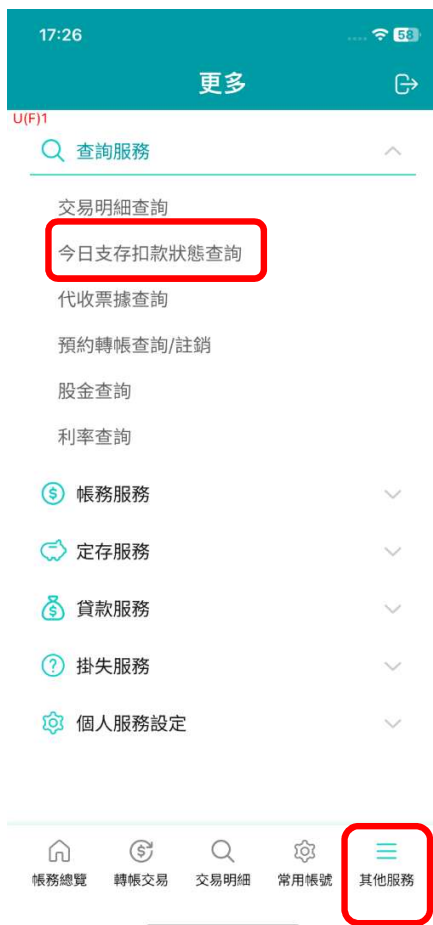 17:26
58
更多
U(F)1
查詢服務
交易明細查詢
今日支存扣款狀態查詢
代收票據查詢
預約轉帳查詢/註銷
股金查詢
利率查詢
帳務服務
定存服務
貸款服務
掛失服務
個人服務設定
帳務總覽 轉帳交易 交易明細 常用帳號 其他服務